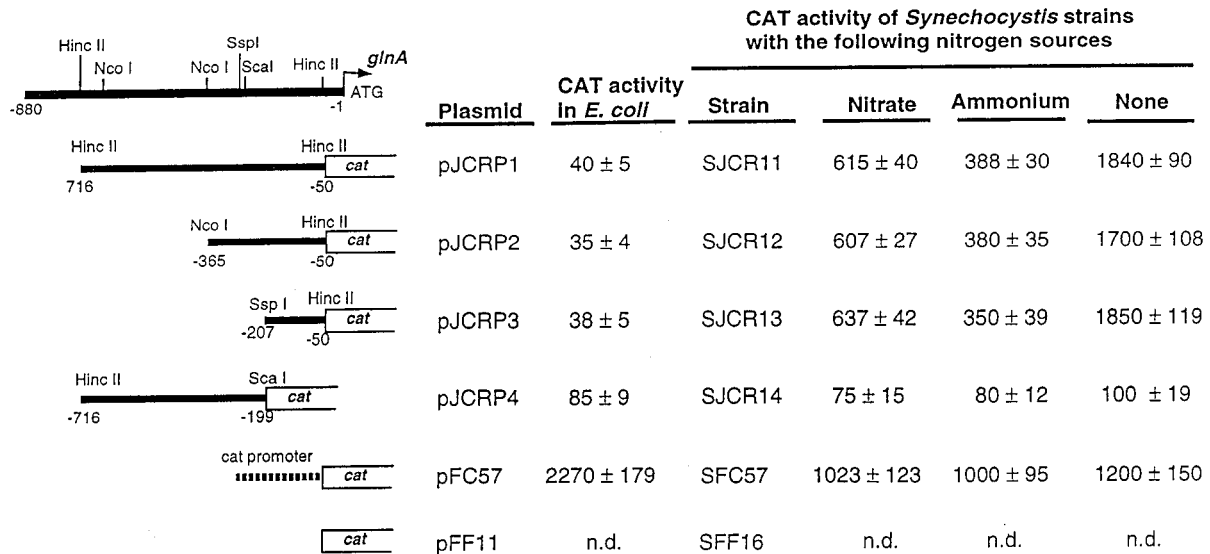 CAT activity of Synechocystis strains
with the following nitrogen sources
Hinc II
Nco I
Nco I
SspI
ScaI
Hinc II
glnA
-880
-1
ATG
Plasmid
CAT activity
in E. coli
Strain
Nitrate
Ammonium
None
Hinc II
Hinc II
cat
716
-50
pJCRP1 40 ± 5 SJCR11 615 ± 40 388 ± 30 1840 ± 90
Nco I
Hinc II
cat
-365
-50
pJCRP2 35 ± 4 SJCR12 607 ± 27 380 ± 35 1700 ± 108
Ssp I
Hinc II
cat
-207
-50
pJCRP3 38 ± 5 SJCR13 637 ± 42 350 ± 39 1850 ± 119
Hinc II
Sca I
cat
-716
-199
pJCRP4 85 ± 9 SJCR14 75 ± 15 80 ± 12 100 ± 19
cat promoter
cat
pFC57 2270 ± 179 SFC57 1023 ± 123 1000 ± 95 1200 ± 150
cat
pFF11 n.d. SFF16 n.d. n.d. n.d.